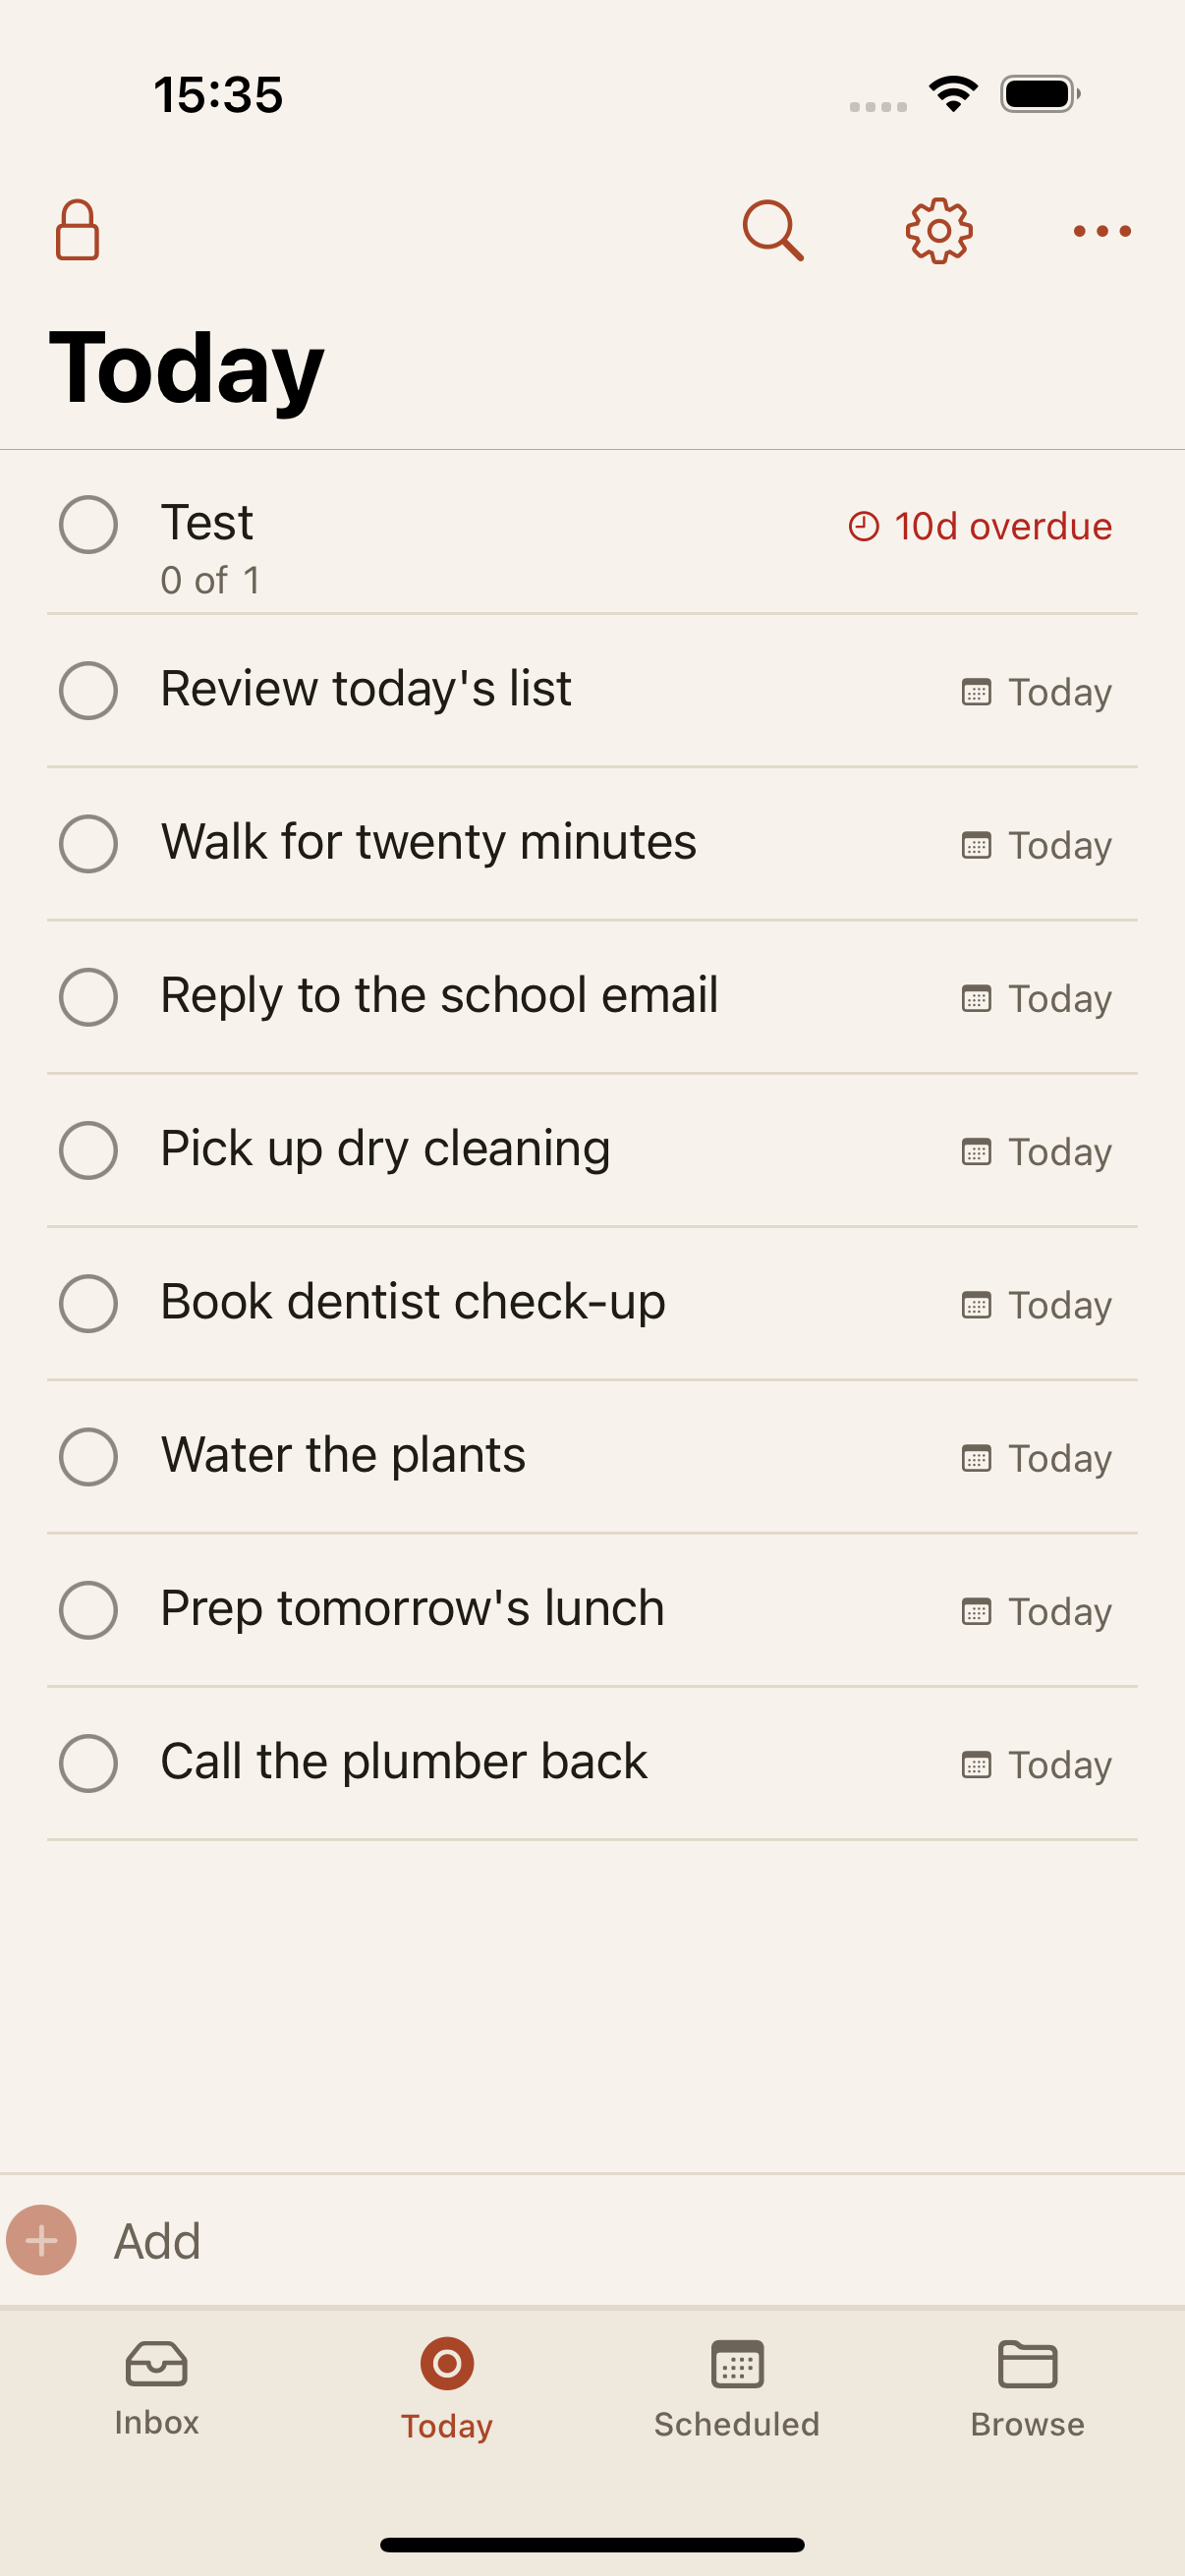 15:35
Today
Test
10d overdue
0 of 1
Review today's list
Today
Walk for twenty minutes
Today
Reply to the school email
Today
Pick up dry cleaning
Today
Book dentist check-up
Today
Water the plants
Today
Prep tomorrow's lunch
Today
Call the plumber back
Today
Add
Inbox
Today
Scheduled
Browse